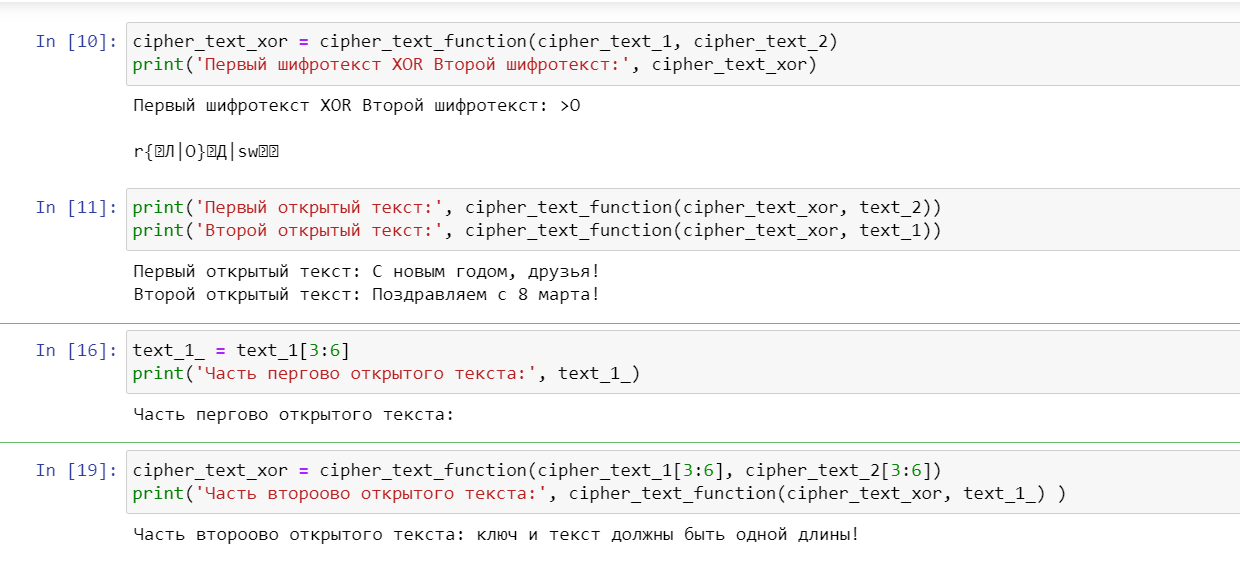 In [10]: cipher_text_xor = cipher_text_function(cipher_text_1, cipher_text_2)
print('Первый шифротекст XOR Второй шифротекст:', cipher_text_xor)
Первый шифротекст XOR Второй шифротекст: >O
r{Л|O}Д|sw
In [11]: print('Первый открытый текст:', cipher_text_function(cipher_text_xor, text_2))
print('Второй открытый текст:', cipher_text_function(cipher_text_xor, text_1))
Первый открытый текст: С новым годом, друзья!
Второй открытый текст: Поздравляем с 8 марта!
In [16]: text_1_ = text_1[3:6]
print('Часть пергово открытого текста:', text_1_)
Часть пергово открытого текста:
In [19]: cipher_text_xor = cipher_text_function(cipher_text_1[3:6], cipher_text_2[3:6])
print('Часть второово открытого текста:', cipher_text_function(cipher_text_xor, text_1_) )
Часть второово открытого текста: ключ и текст должны быть одной длины!